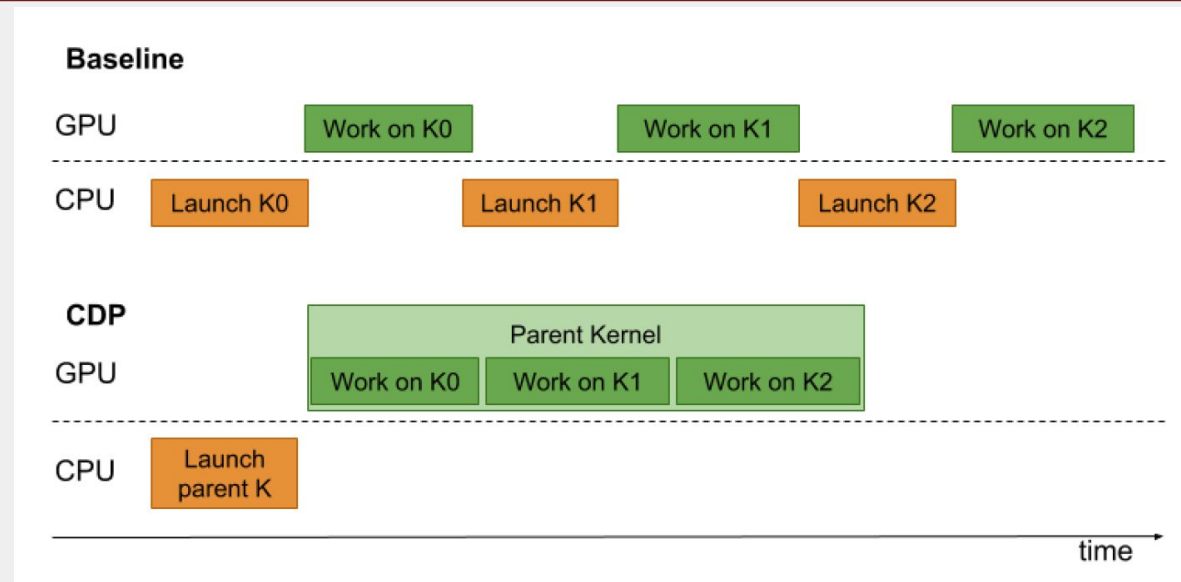 Baseline
GPU
Work on K0
Work on K1
Work on K2
CPU
Launch K0
Launch K1
Launch K2
CDP
Parent Kernel
GPU
Work on K0
Work on K1
Work on K2
CPU
Launch
parent K
time